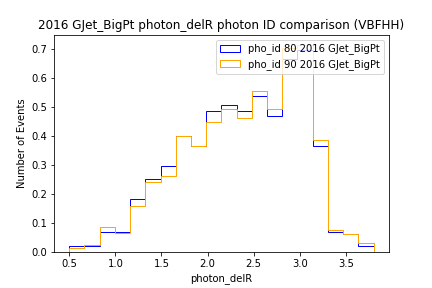 2016 GJet_BigPt photon_delR photon ID comparison (VBFHH)
pho_id 80 2016 GJet_BigPt
pho_id 90 2016 GJet_BigPt
Number of Events
0.7
0.6
0.5
0.4
0.3
0.2
0.1
0.0
0.5 1.0 1.5 2.0 2.5 3.0 3.5
photon_delR